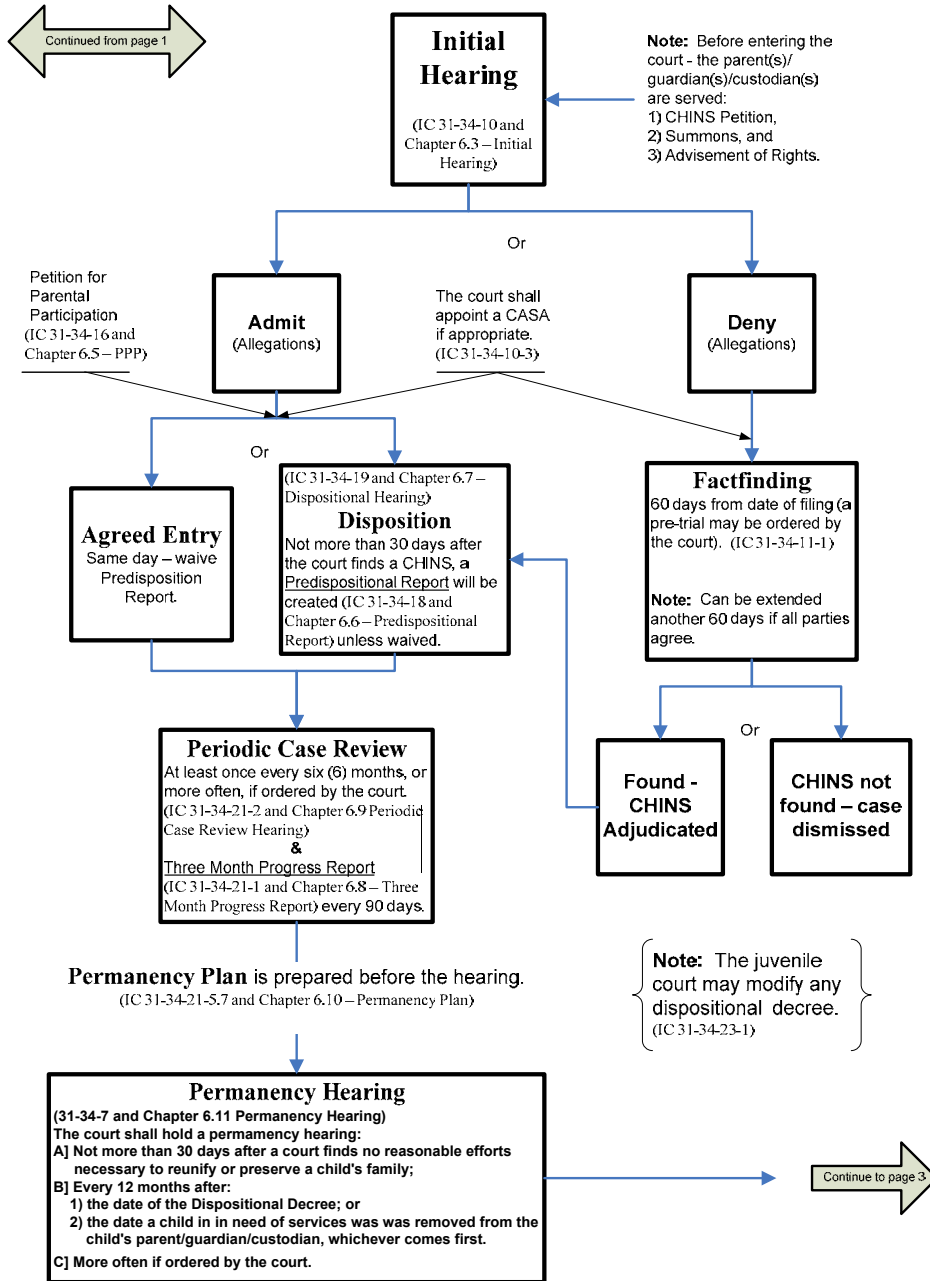 Continued from page 1
Initial
Hearing
(IC 31-34-10 and
Chapter 6.3 – Initial
Hearing)
Note: Before entering the
court - the parent(s)/
guardian(s)/custodian(s)
are served:
1) CHINS Petition,
2) Summons, and
3) Advisement of Rights.
Or
Petition for
Parental
Participation
(IC 31-34-16 and
Chapter 6.5 – PPP)
Admit
(Allegations)
The court shall
appoint a CASA
if appropriate.
(IC 31-34-10-3)
Deny
(Allegations)
Or
Agreed Entry
Same day – waive
Predisposition
Report.
(IC 31-34-19 and Chapter 6.7 –
Dispositional Hearing)
Disposition
Not more than 30 days after
the court finds a CHINS, a
Predispositional Report will be
created (IC 31-34-18 and
Chapter 6.6 – Predispositional
Report) unless waived.
Factfinding
60 days from date of filing (a
pre-trial may be ordered by
the court). (IC 31-34-11-1)
Note: Can be extended
another 60 days if all parties
agree.
Or
Periodic Case Review
At least once every six (6) months, or
more often, if ordered by the court.
(IC 31-34-21-2 and Chapter 6.9 Periodic
Case Review Hearing)
&
Three Month Progress Report
(IC 31-34-21-1 and Chapter 6.8 – Three
Month Progress Report) every 90 days.
Found -
CHINS
Adjudicated
CHINS not
found – case
dismissed
Permanency Plan is prepared before the hearing.
(IC 31-34-21-5.7 and Chapter 6.10 – Permanency Plan)
Note: The juvenile
court may modify any
dispositional decree.
(IC 31-34-23-1)
Permanency Hearing
(31-34-7 and Chapter 6.11 Permanency Hearing)
The court shall hold a permamency hearing:
A] Not more than 30 days after a court finds no reasonable efforts
necessary to reunify or preserve a child's family;
B] Every 12 months after:
1) the date of the Dispositional Decree; or
2) the date a child in in need of services was was removed from the
child's parent/guardian/custodian, whichever comes first.
C] More often if ordered by the court.
Continue to page 3